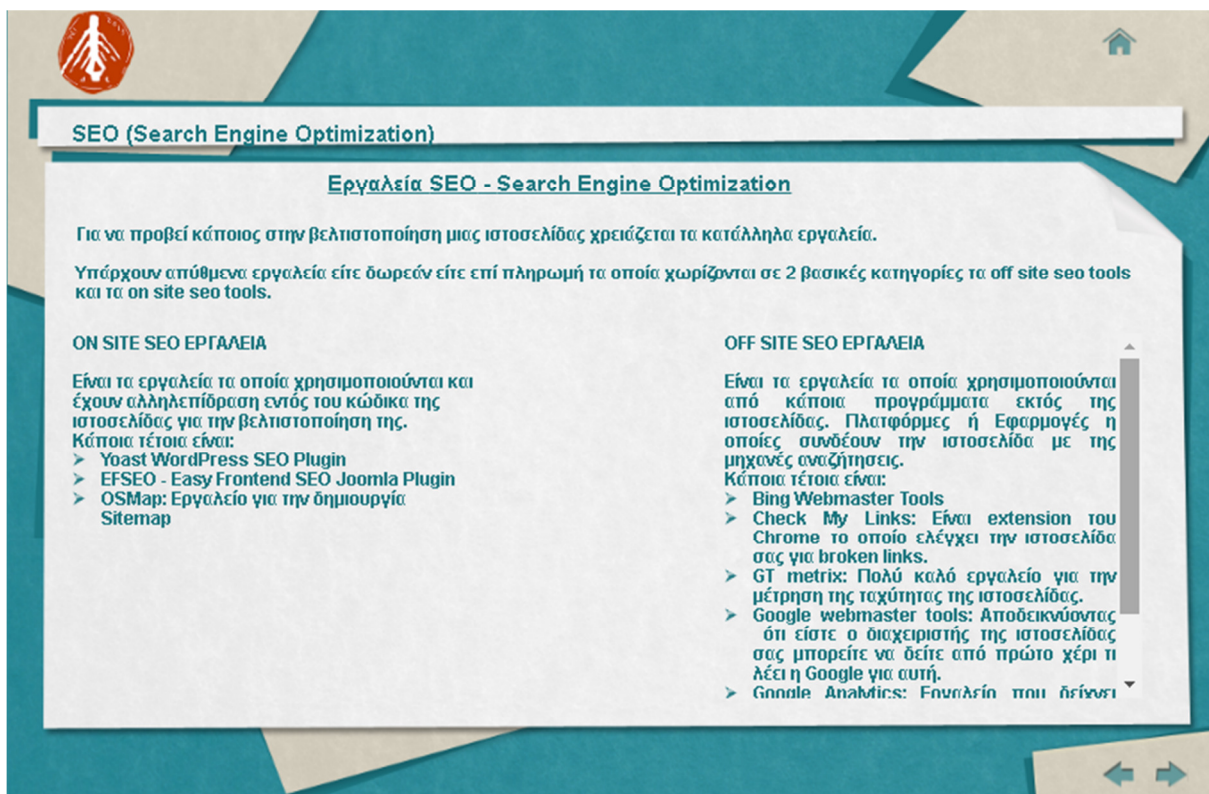 SEO (Search Engine Optimization)
Εργαλεία SEO - Search Engine Optimization
Για να προβεί κάποιος στην βελτιστοποίηση μιας ιστοσελίδας χρειάζεται τα κατάλληλα εργαλεία.
Υπάρχουν απύθμενα εργαλεία είτε δωρεάν είτε επί πληρωμή τα οποία χωρίζονται σε 2 βασικές κατηγορίες τα off site seo tools
και τα on site seo tools.
ON SITE SEO ΕΡΓΑΛΕΙΑ
Είναι τα εργαλεία τα οποία χρησιμοποιούνται και
έχουν αλληλεπίδραση εντός του κώδικα της
ιστοσελίδας για την βελτιστοποίηση της.
Κάποια τέτοια είναι:
➢ Yoast WordPress SEO Plugin
➢ EFSEO - Easy Frontend SEO Joomla Plugin
➢ OSMap: Εργαλείο για την δημιουργία
Sitemap
OFF SITE SEO ΕΡΓΑΛΕΙΑ
Είναι τα εργαλεία τα οποία χρησιμοποιούνται
από κάποια προγράμματα εκτός της
ιστοσελίδας. Πλατφόρμες ή Εφαρμογές η
οποίες συνδέουν την ιστοσελίδα με της
μηχανές αναζήτησεις.
Κάποια τέτοια είναι:
➢ Bing Webmaster Tools
➢ Check My Links: Είναι extension του
Chrome το οποίο ελέγχει την ιστοσελίδα
σας για broken links.
➢ GT metrix: Πολύ καλό εργαλείο για την
μέτρηση της ταχύτητας της ιστοσελίδας.
➢ Google webmaster tools: Αποδεικνύοντας
ότι είστε ο διαχειριστής της ιστοσελίδας
σας μπορείτε να δείτε από πρώτο χέρι τι
λέει η Google για αυτή.
➢ Google Analytics: Εργαλείο που δείχνει